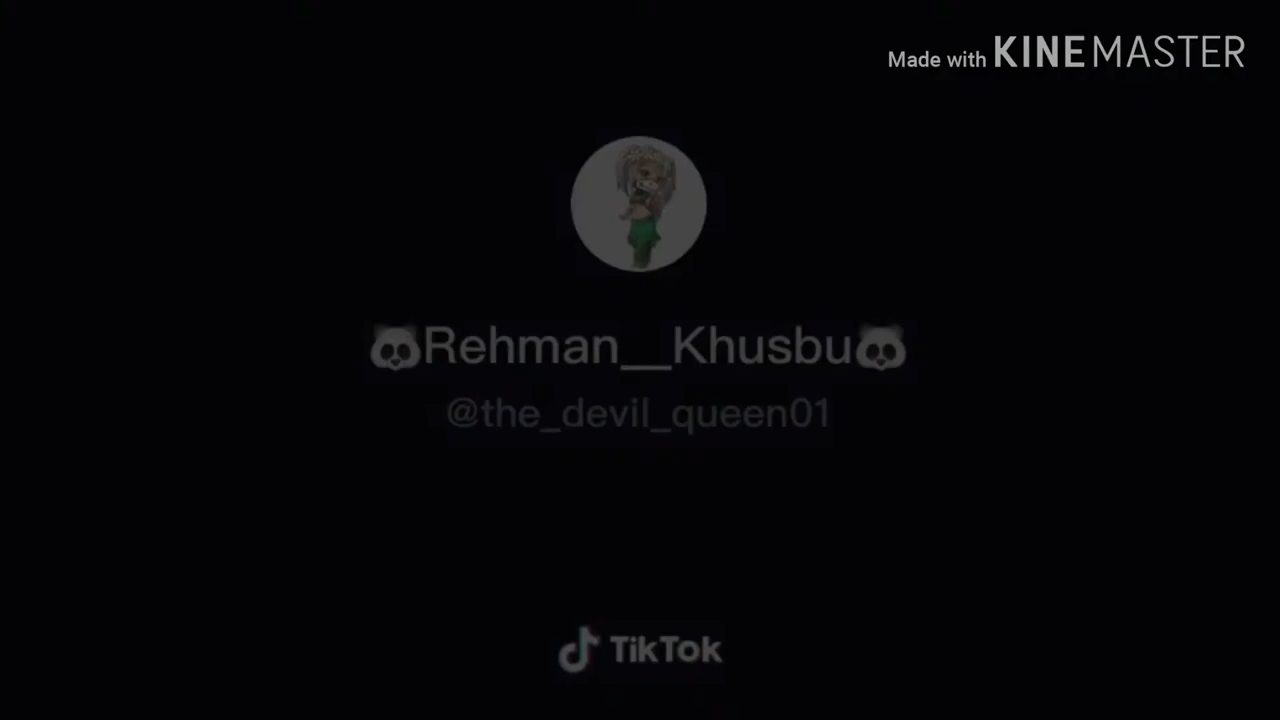 Made with KINEMASTER
🐼Rehman__Khusbu🐼
@the_devil_queen01
TikTok